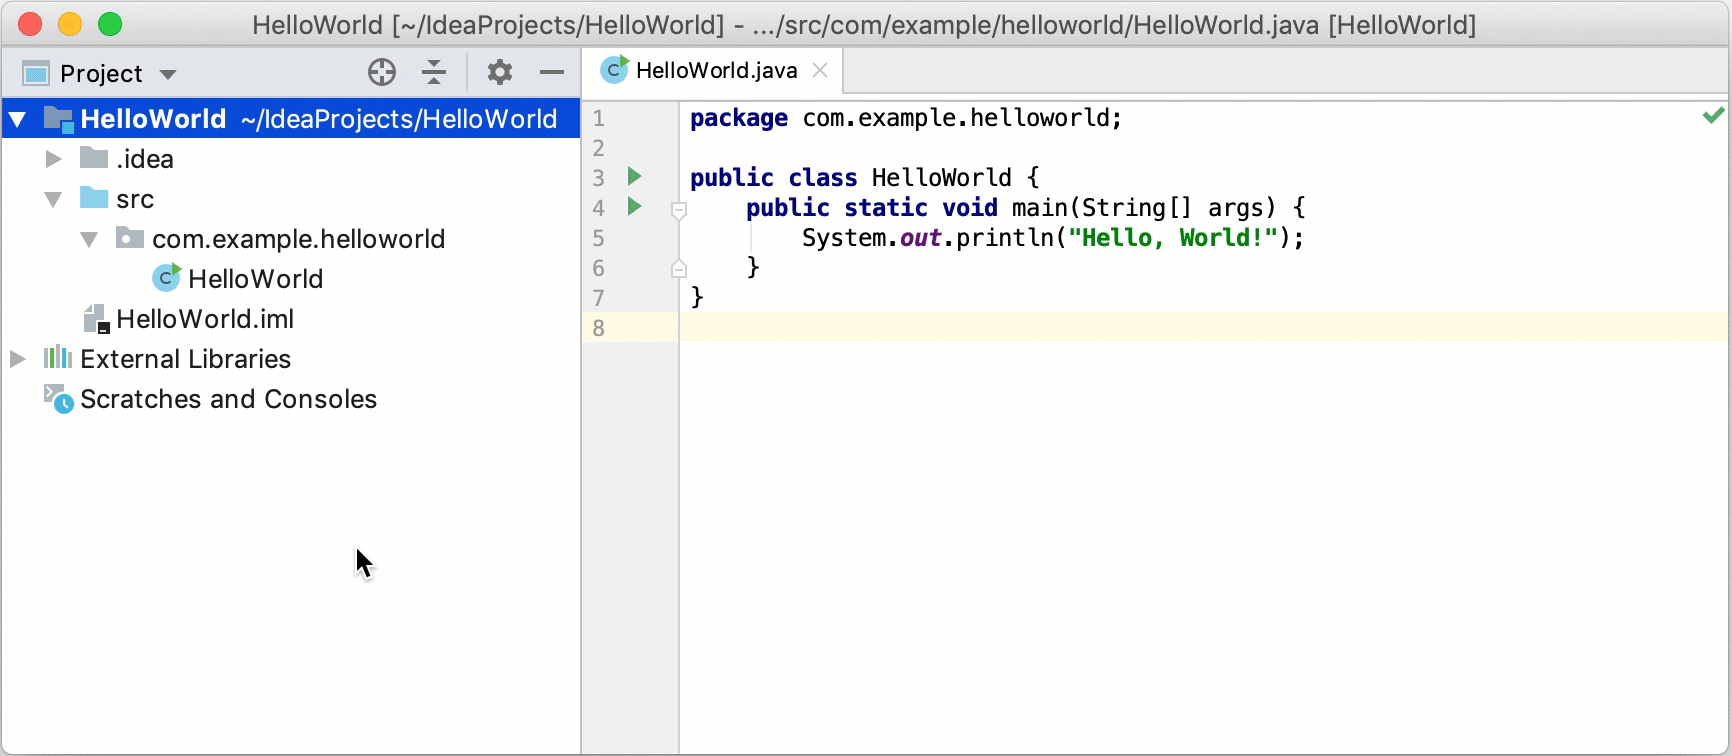 HelloWorld [~/IdeaProjects/HelloWorld] - .../src/com/example/helloworld/HelloWorld.java [HelloWorld]
Project
HelloWorld ~/IdeaProjects/HelloWorld
.idea
src
com.example.helloworld
C HelloWorld
HelloWorld.iml
External Libraries
Scratches and Consoles
C HelloWorld.java
1 package com.example.helloworld;
2
3 public class HelloWorld {
4     public static void main(String[] args) {
5         System.out.println("Hello, World!");
6     }
7 }
8